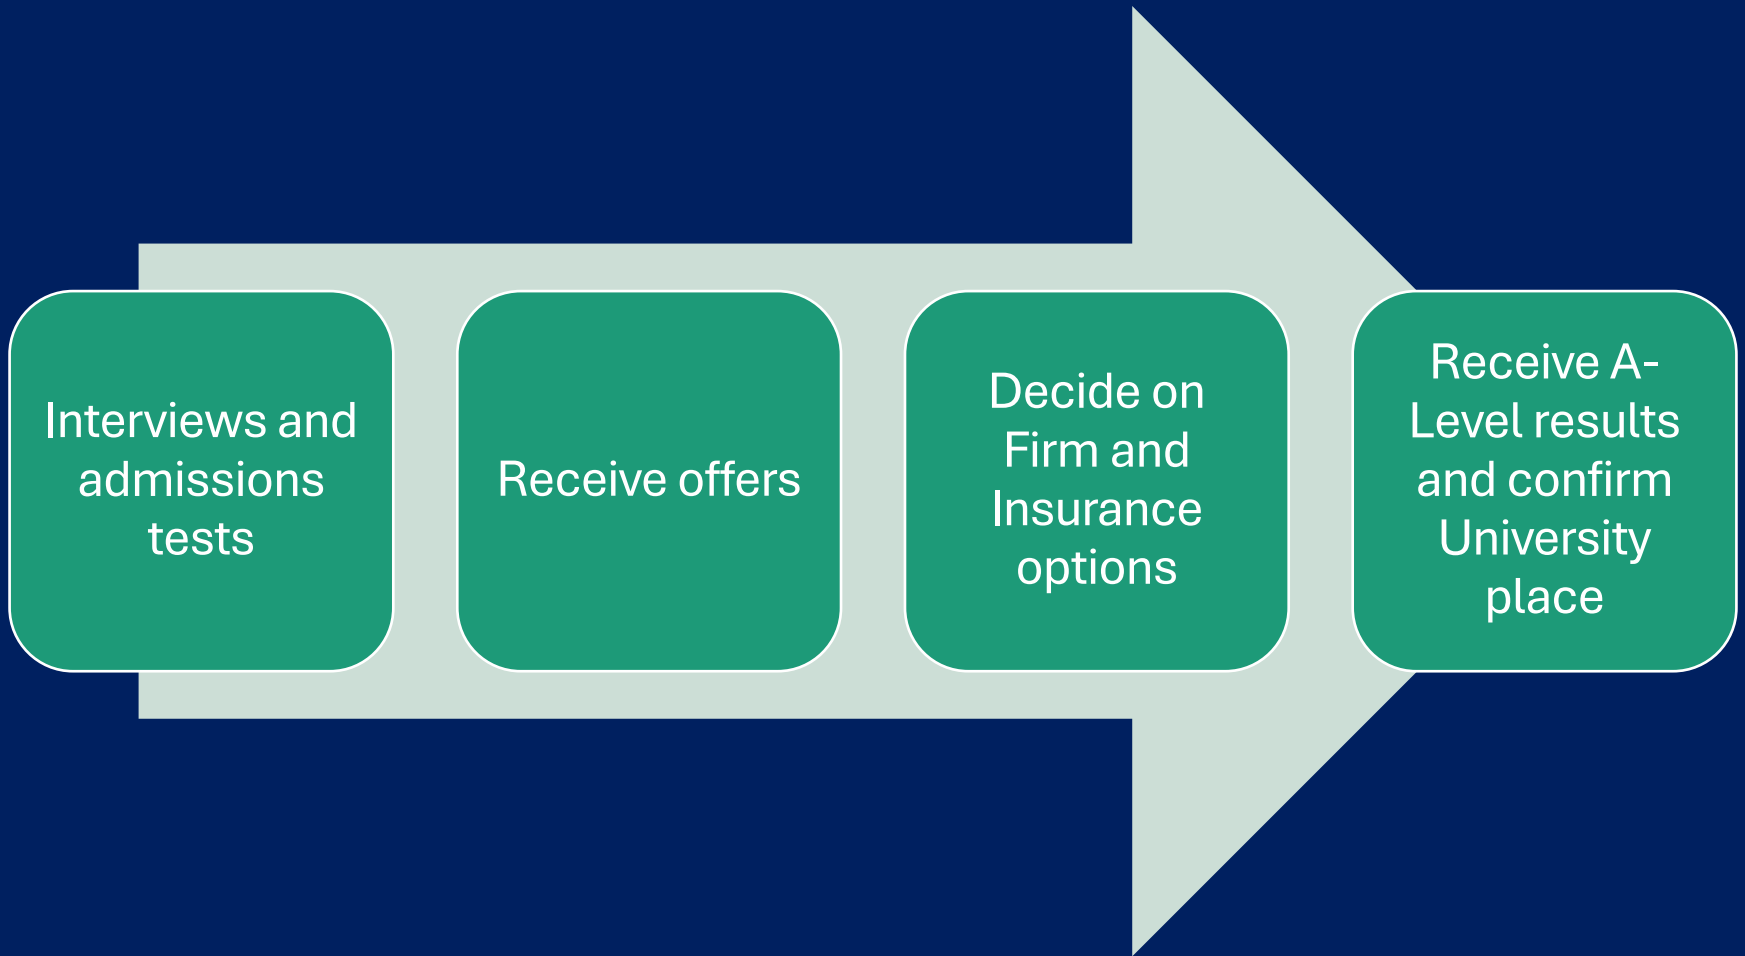 Interviews and
admissions
tests
Receive offers
Decide on
Firm and
Insurance
options
Receive A-
Level results
and confirm
University
place